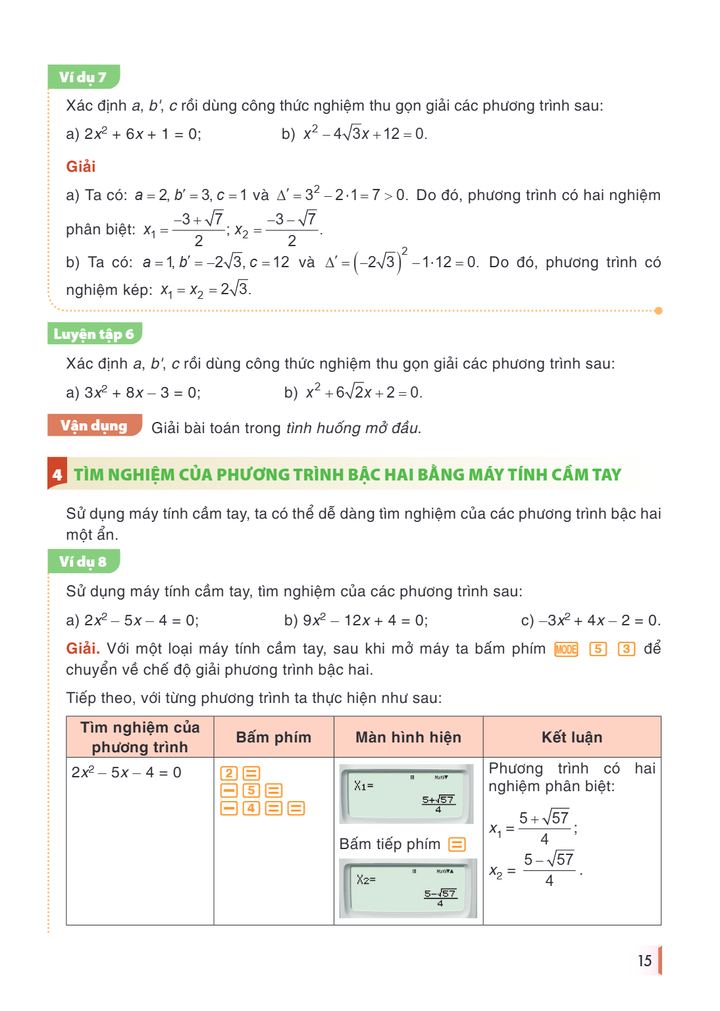 Ví dụ 7
Xác định a, b', c rồi dùng công thức nghiệm thu gọn giải các phương trình sau:
a) 2x² + 6x + 1 = 0; b) x² − 4√3x + 12 = 0.
Giải
a) Ta có: a = 2, b′ = 3, c = 1 và Δ′ = 3² − 2·1 = 7 > 0. Do đó, phương trình có hai nghiệm
phân biệt: x₁ = (−3 + √7)/2; x₂ = (−3 − √7)/2.
b) Ta có: a = 1, b′ = −2√3, c = 12 và Δ′ = (−2√3)² − 1·12 = 0. Do đó, phương trình có
nghiệm kép: x₁ = x₂ = 2√3.
Luyện tập 6
Xác định a, b', c rồi dùng công thức nghiệm thu gọn giải các phương trình sau:
a) 3x² + 8x – 3 = 0; b) x² + 6√2x + 2 = 0.
Vận dụng Giải bài toán trong tình huống mở đầu.
4 TÌM NGHIỆM CỦA PHƯƠNG TRÌNH BẬC HAI BẰNG MÁY TÍNH CẦM TAY
Sử dụng máy tính cầm tay, ta có thể dễ dàng tìm nghiệm của các phương trình bậc hai
một ẩn.
Ví dụ 8
Sử dụng máy tính cầm tay, tìm nghiệm của các phương trình sau:
a) 2x² – 5x – 4 = 0; b) 9x² – 12x + 4 = 0; c) –3x² + 4x – 2 = 0.
Giải. Với một loại máy tính cầm tay, sau khi mở máy ta bấm phím MODE 5 3 để
chuyển về chế độ giải phương trình bậc hai.
Tiếp theo, với từng phương trình ta thực hiện như sau:
Tìm nghiệm của
phương trình
Bấm phím
Màn hình hiện
Kết luận
2x² – 5x – 4 = 0
2 =
− 5 =
− 4 = =
Math▼
X₁=
(5+√57)/4
Bấm tiếp phím =
Math▼▲
X₂=
(5−√57)/4
Phương trình có hai
nghiệm phân biệt:
x₁ = (5 + √57)/4;
x₂ = (5 − √57)/4.
15